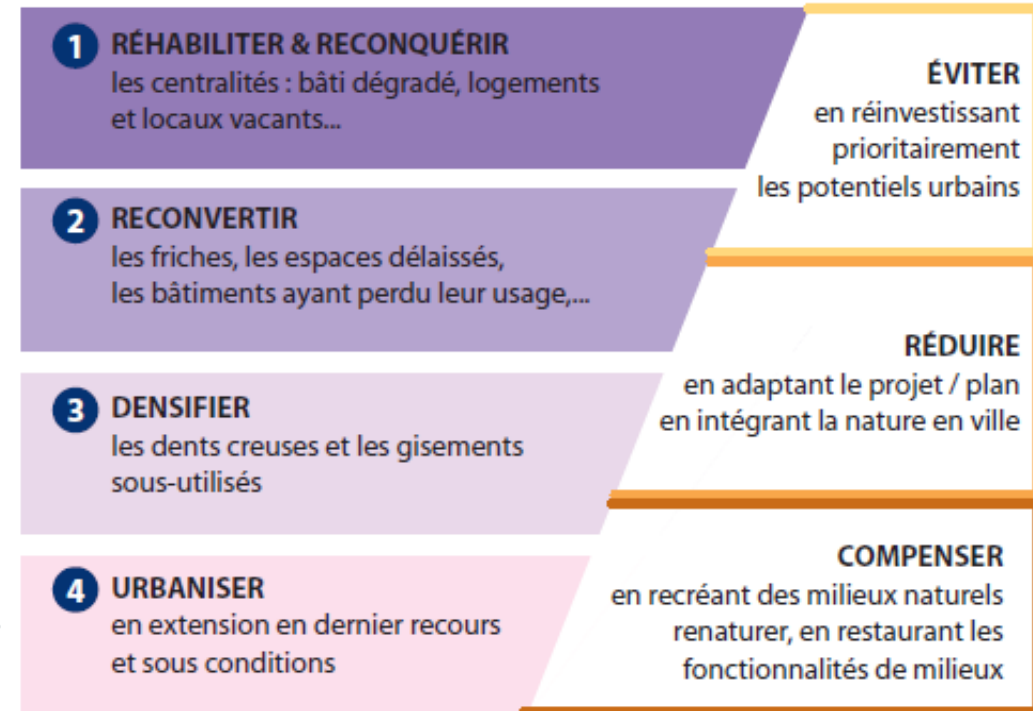 1 RÉHABILITER & RECONQUÉRIR
les centralités : bâti dégradé, logements
et locaux vacants...
2 RECONVERTIR
les friches, les espaces délaissés,
les bâtiments ayant perdu leur usage,...
3 DENSIFIER
les dents creuses et les gisements
sous-utilisés
4 URBANISER
en extension en dernier recours
et sous conditions
ÉVITER
en réinvestissant
prioritairement
les potentiels urbains
RÉDUIRE
en adaptant le projet / plan
en intégrant la nature en ville
COMPENSER
en recréant des milieux naturels
renaturer, en restaurant les
fonctionnalités de milieux